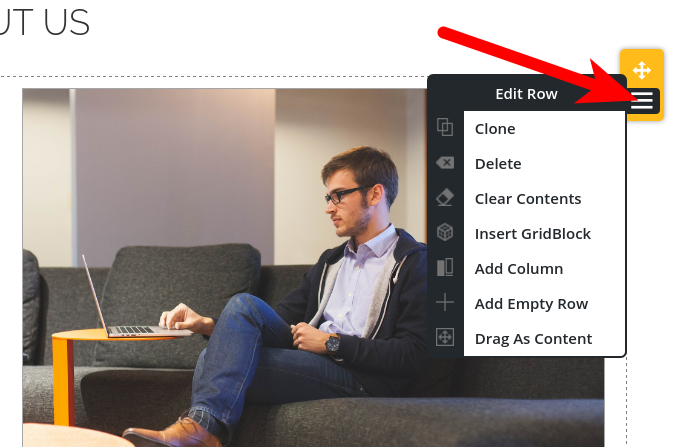 UT US
Edit Row
Clone
Delete
Clear Contents
Insert GridBlock
Add Column
Add Empty Row
Drag As Content